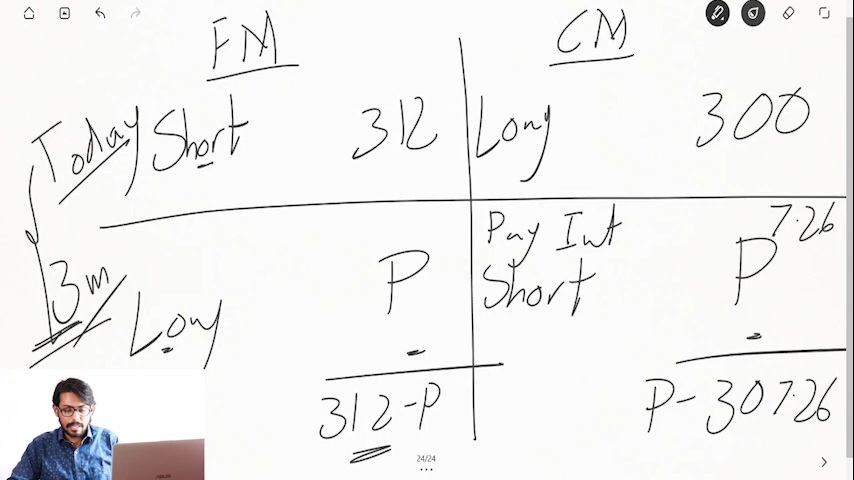 FM CM
Today Short 312 Long 300
Pay Int 7.26
3m Long P Short P
312-P P-307.26
24/24
ASUS